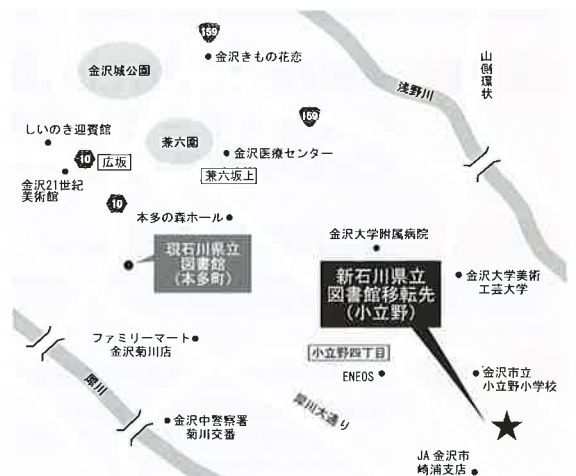 159
金沢きもの花恋
金沢城公園
山側環状
浅野川
159
しいのき迎賓館
兼六園
10
広坂
金沢医療センター
兼六坂上
金沢21世紀
美術館
10
本多の森ホール
現石川県立
図書館
(本多町)
金沢大学附属病院
新石川県立
図書館移転先
(小立野)
金沢大学美術
工芸大学
ファミリーマート
金沢菊川店
小立野四丁目
ENEOS
金沢市立
小立野小学校
犀川
犀川大通り
金沢中警察署
菊川交番
JA 金沢市
崎浦支店